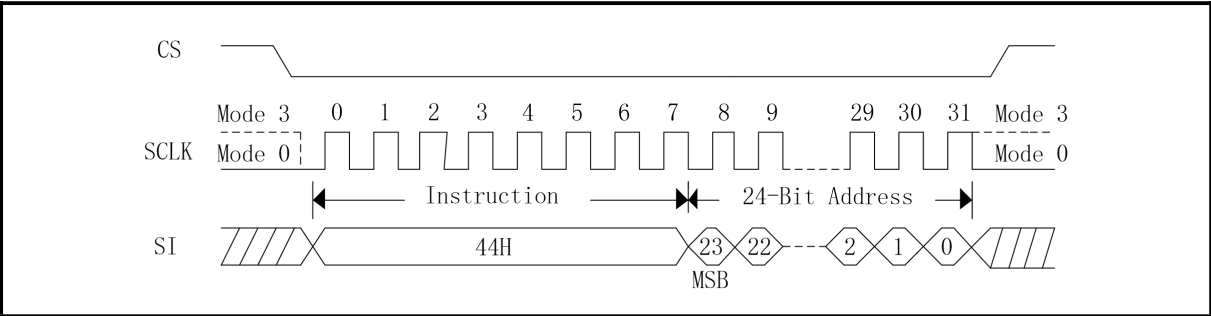 CS
Mode 3 0 1 2 3 4 5 6 7 8 9 29 30 31 Mode 3
SCLK Mode 0 Mode 0
Instruction 24-Bit Address
SI 44H 23 22 2 1 0
MSB